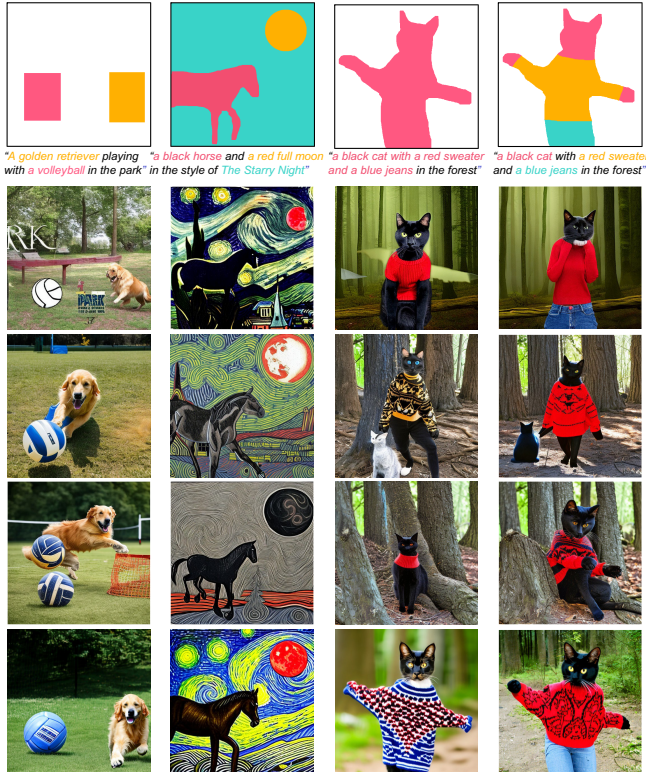 “A golden retriever playing
with a volleyball in the park”
“a black horse and a red full moon
in the style of The Starry Night”
“a black cat with a red sweater
and a blue jeans in the forest”
“a black cat with a red sweater
and a blue jeans in the forest”
RK
PARK